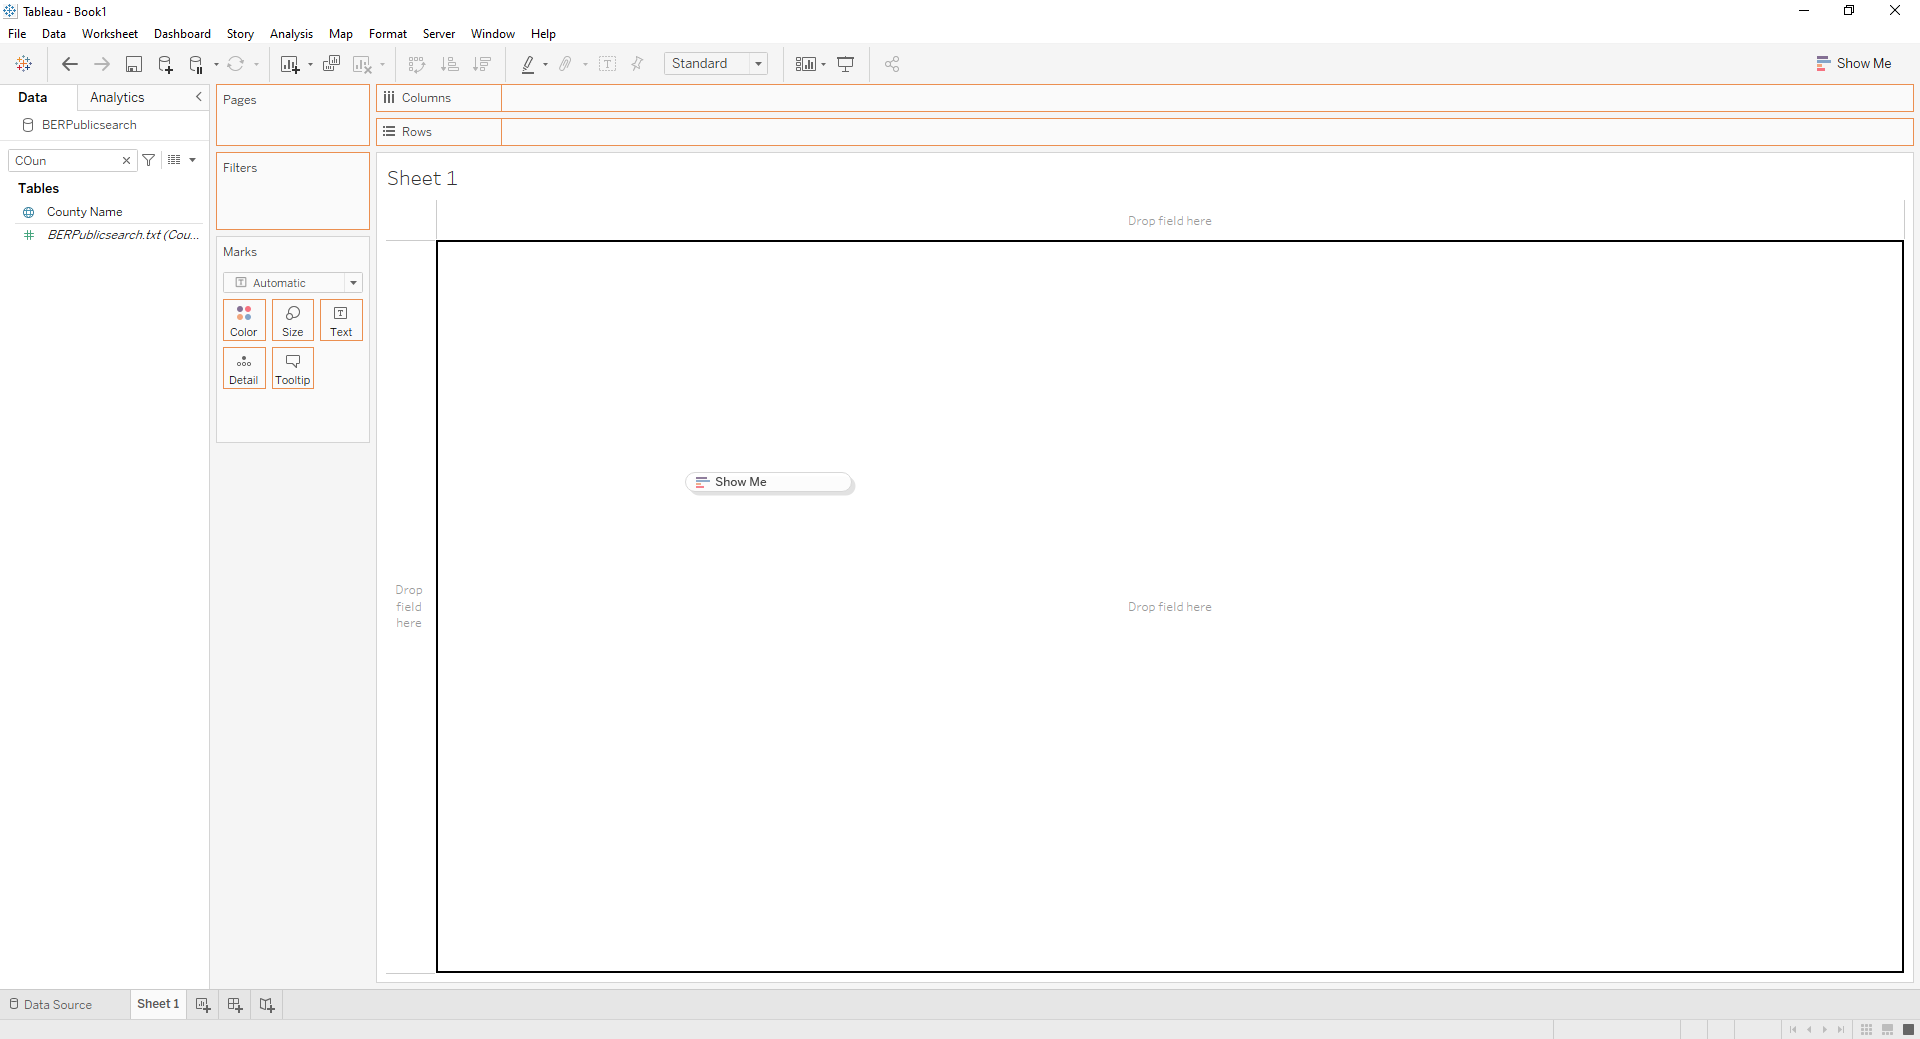 Tableau - Book1
File Data Worksheet Dashboard Story Analysis Map Format Server Window Help
Standard
Show Me
Data Analytics
BERPublicsearch
COun
Tables
County Name
BERPublicsearch.txt (Cou...
Pages
Filters
Marks
Automatic
Color Size Text
Detail Tooltip
Columns
Rows
Sheet 1
Drop field here
Show Me
Drop
field
here
Drop field here
Data Source Sheet 1